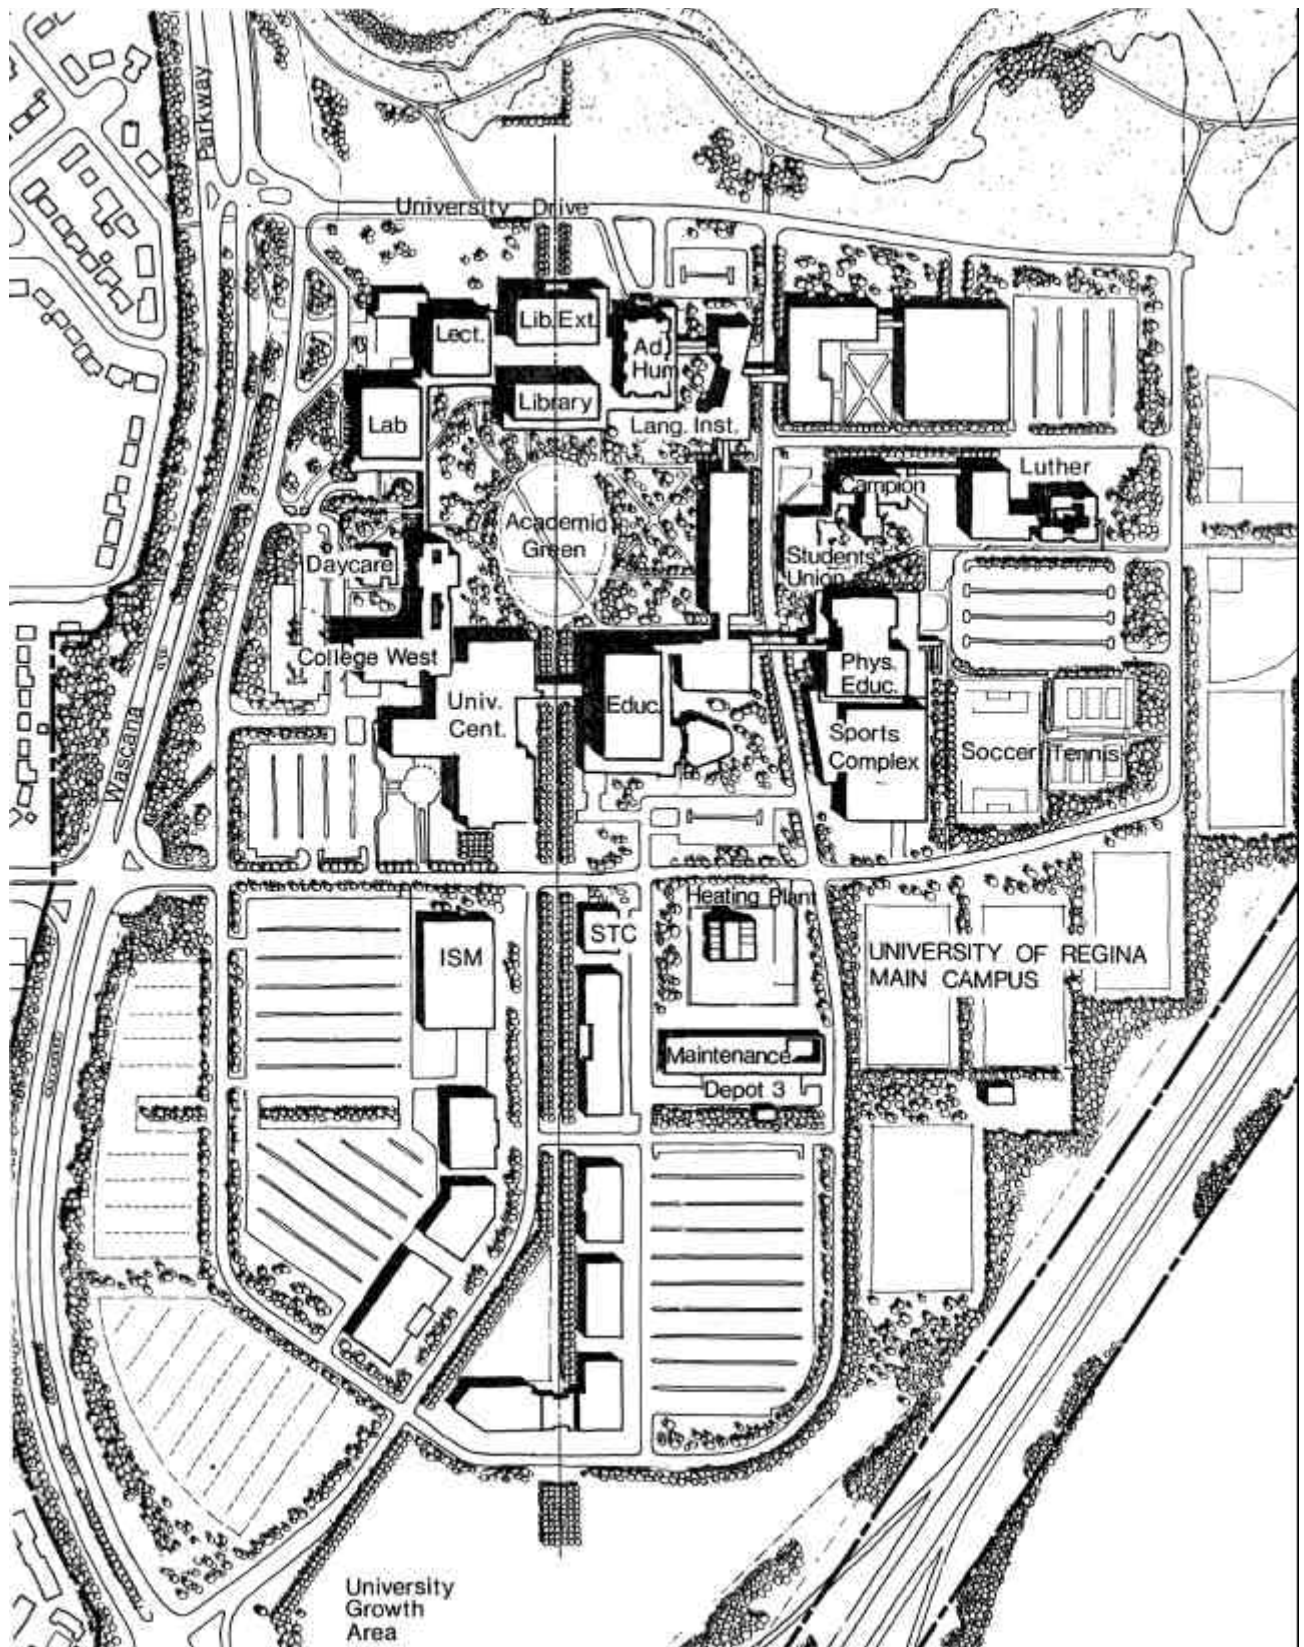 Parkway
University Drive
Lib. Ext.
Lect.
Ad.
Hum
Library
Lab
Lang. Inst.
Luther
Campion
Academic
Green
Students
Union
Daycare
College West
Phys.
Educ.
Univ.
Cent.
Educ.
Wascana
Sports
Complex
Soccer
Tennis
Heating Plant
STC
ISM
UNIVERSITY OF REGINA
MAIN CAMPUS
Maintenance
Depot 3
University
Growth
Area